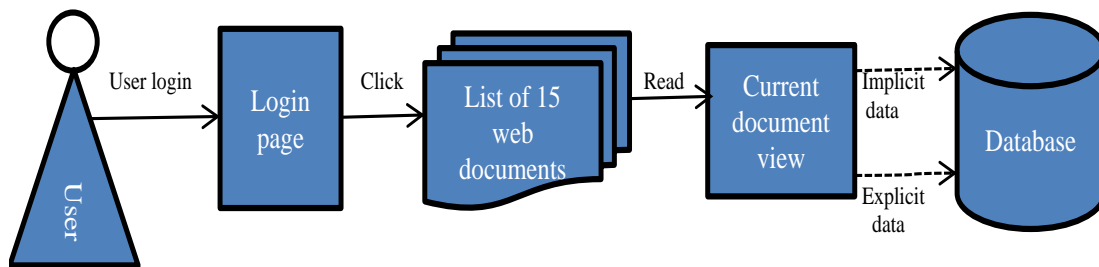 User
User login
Login
page
Click
List of 15
web
documents
Read
Current
document
view
Implicit
data
Explicit
data
Database